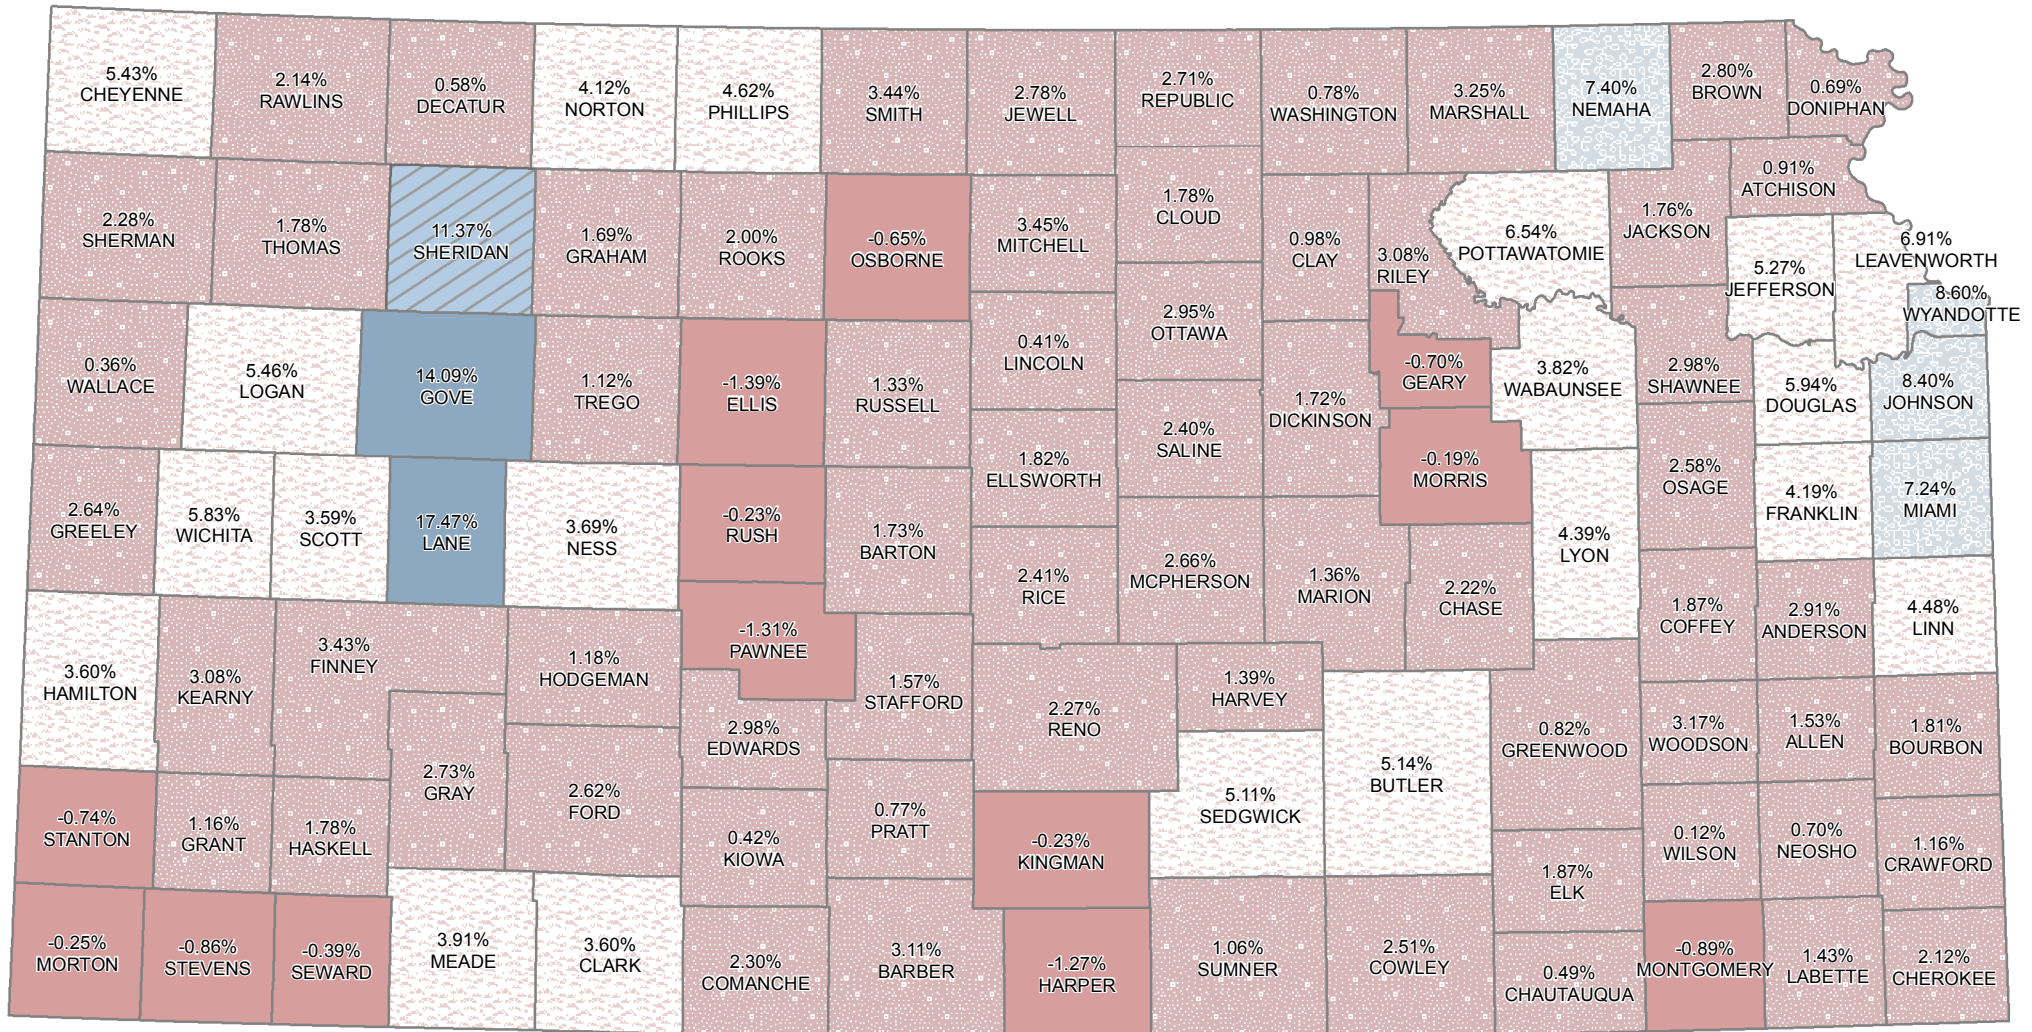 5.43%
CHEYENNE
2.14%
RAWLINS
0.58%
DECATUR
4.12%
NORTON
4.62%
PHILLIPS
3.44%
SMITH
2.78%
JEWELL
2.71%
REPUBLIC
0.78%
WASHINGTON
3.25%
MARSHALL
7.40%
NEMAHA
2.80%
BROWN
0.69%
DONIPHAN
2.28%
SHERMAN
1.78%
THOMAS
11.37%
SHERIDAN
1.69%
GRAHAM
2.00%
ROOKS
-0.65%
OSBORNE
3.45%
MITCHELL
1.78%
CLOUD
0.98%
CLAY
3.08%
RILEY
6.54%
POTTAWATOMIE
1.76%
JACKSON
0.91%
ATCHISON
5.27%
JEFFERSON
6.91%
LEAVENWORTH
8.60%
WYANDOTTE
0.36%
WALLACE
5.46%
LOGAN
14.09%
GOVE
1.12%
TREGO
-1.39%
ELLIS
1.33%
RUSSELL
0.41%
LINCOLN
2.95%
OTTAWA
1.72%
DICKINSON
-0.70%
GEARY
3.82%
WABAUNSEE
2.98%
SHAWNEE
5.94%
DOUGLAS
8.40%
JOHNSON
2.64%
GREELEY
5.83%
WICHITA
3.59%
SCOTT
17.47%
LANE
3.69%
NESS
-0.23%
RUSH
1.73%
BARTON
1.82%
ELLSWORTH
2.40%
SALINE
-0.19%
MORRIS
4.39%
LYON
2.58%
OSAGE
4.19%
FRANKLIN
7.24%
MIAMI
2.41%
RICE
2.66%
MCPHERSON
1.36%
MARION
2.22%
CHASE
1.87%
COFFEY
2.91%
ANDERSON
4.48%
LINN
3.60%
HAMILTON
3.08%
KEARNY
3.43%
FINNEY
1.18%
HODGEMAN
-1.31%
PAWNEE
1.57%
STAFFORD
2.98%
EDWARDS
2.27%
RENO
1.39%
HARVEY
5.14%
BUTLER
0.82%
GREENWOOD
3.17%
WOODSON
1.53%
ALLEN
1.81%
BOURBON
-0.74%
STANTON
1.16%
GRANT
1.78%
HASKELL
2.73%
GRAY
2.62%
FORD
0.42%
KIOWA
0.77%
PRATT
-0.23%
KINGMAN
5.11%
SEDGWICK
1.87%
ELK
0.12%
WILSON
0.70%
NEOSHO
1.16%
CRAWFORD
-0.25%
MORTON
-0.86%
STEVENS
-0.39%
SEWARD
3.91%
MEADE
3.60%
CLARK
2.30%
COMANCHE
3.11%
BARBER
-1.27%
HARPER
1.06%
SUMNER
2.51%
COWLEY
0.49%
CHAUTAUQUA
-0.89%
MONTGOMERY
1.43%
LABETTE
2.12%
CHEROKEE